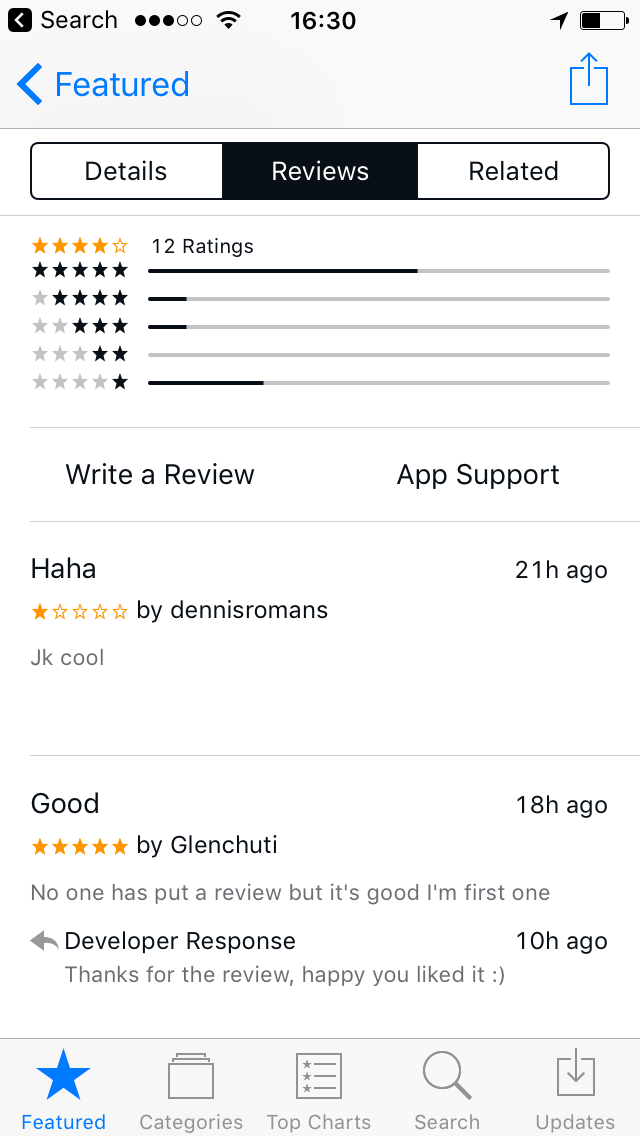 Search 16:30
Featured
Details Reviews Related
12 Ratings
Write a Review App Support
Haha 21h ago
by dennisromans
Jk cool
Good 18h ago
by Glenchuti
No one has put a review but it's good I'm first one
Developer Response 10h ago
Thanks for the review, happy you liked it :)
Featured Categories Top Charts Search Updates